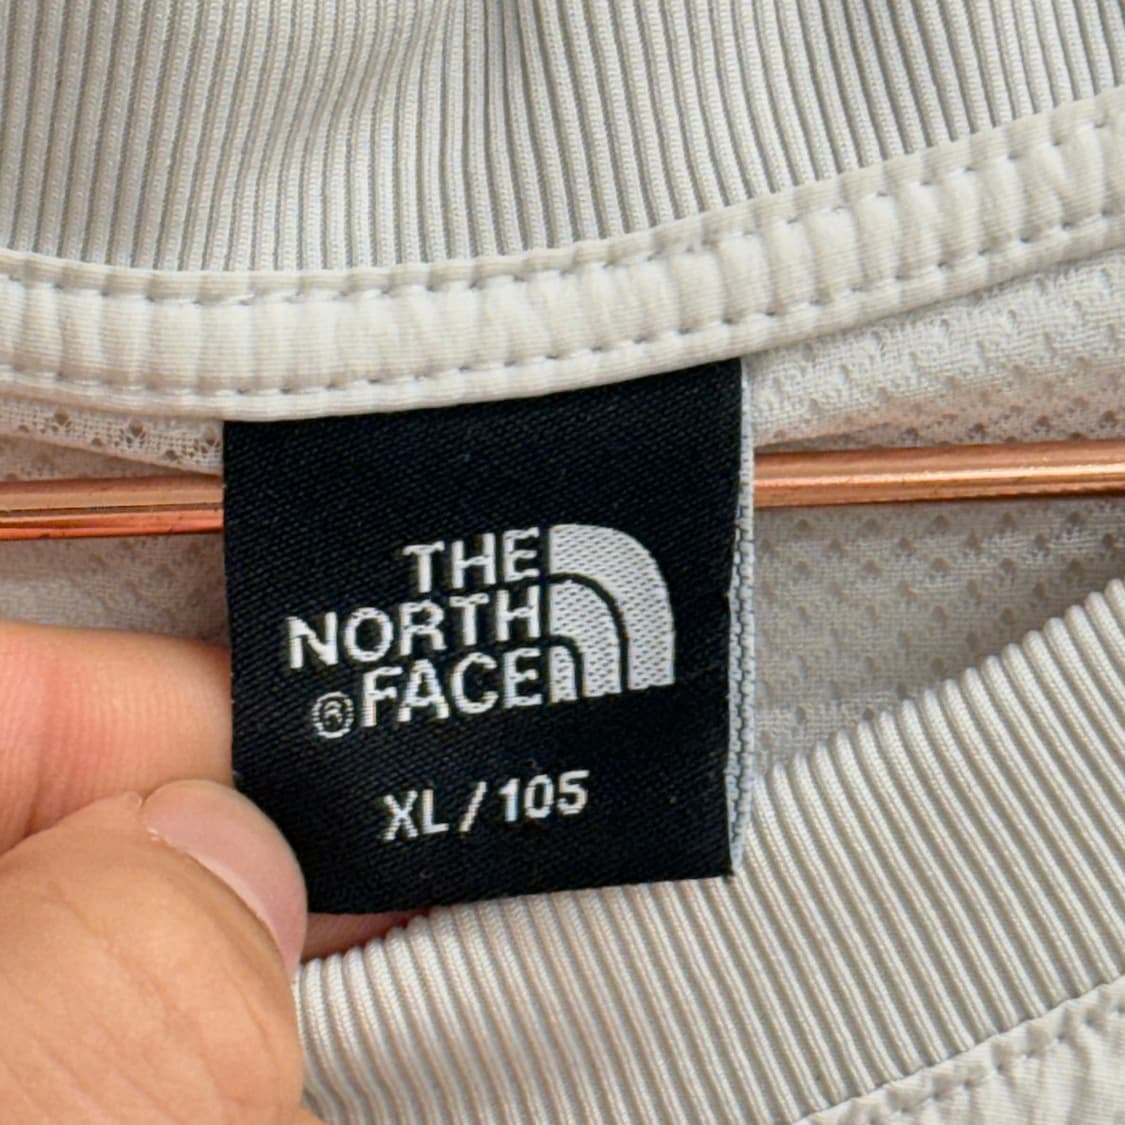 THE
NORTH
®FACE
XL / 105